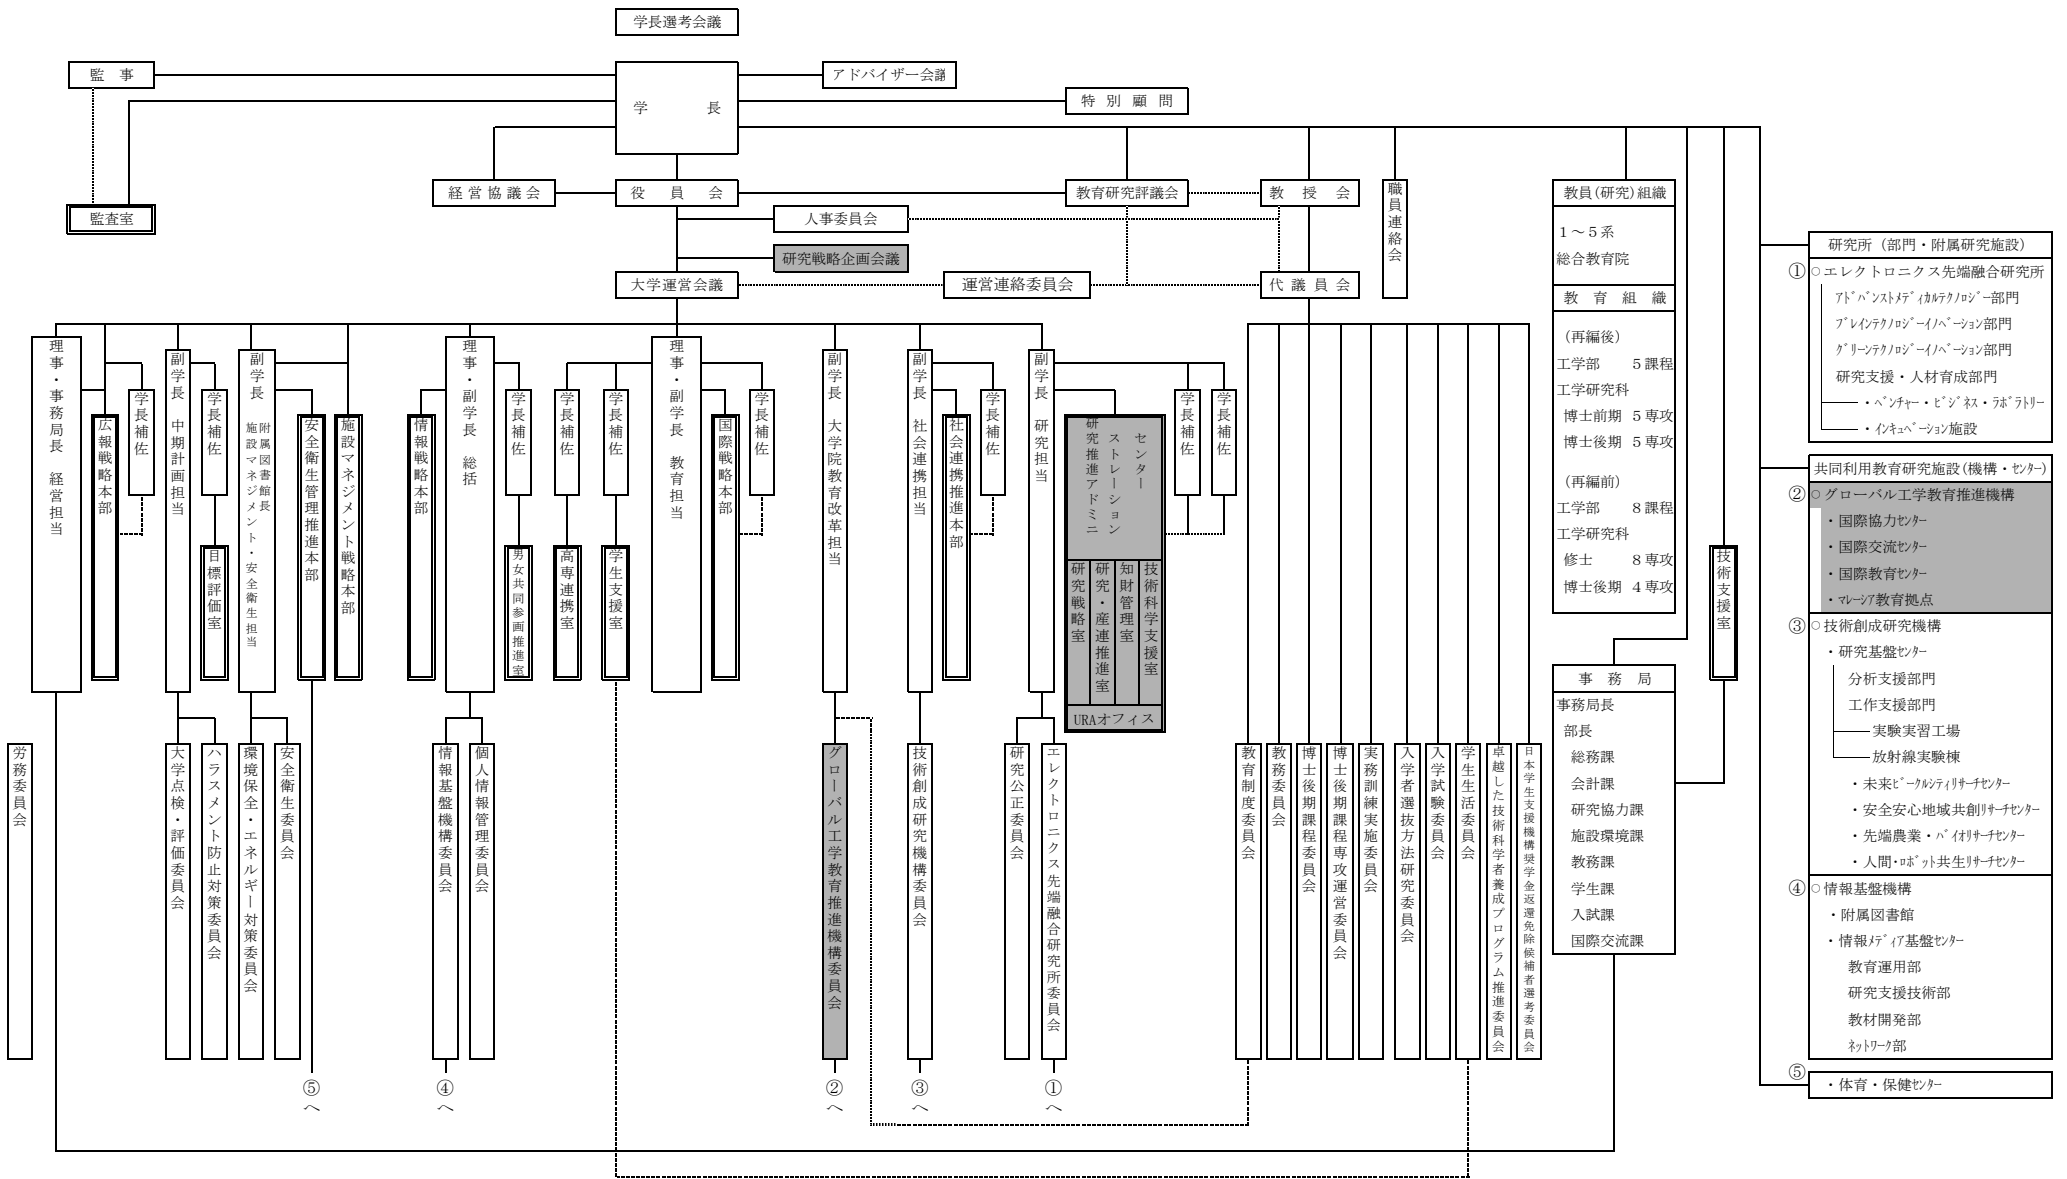 学長選考会議
監 事
学 長
アドバイザー会議
特 別 顧 問
監査室
経 営 協 議 会
役 員 会
教育研究評議会
教 授 会
職員連絡会
人事委員会
研究戦略企画会議
大学運営会議
運営連絡委員会
代 議 員 会
理事・事務局長 経営担当
広報戦略本部
学長補佐
副学長 中期計画担当
学長補佐
目標評価室
副学長 附属図書館長
施設マネジメント・安全衛生担当
安全衛生管理推進本部
施設マネジメント戦略本部
情報戦略本部
理事・副学長 総括
学長補佐
男女共同参画推進室
学長補佐
高専連携室
学長補佐
学生支援室
理事・副学長 教育担当
国際戦略本部
学長補佐
副学長 大学院教育改革担当
副学長 社会連携担当
社会連携推進本部
学長補佐
副学長 研究担当
研究推進アドミニ
ストレーション
センター
研究戦略室
研究・産連推進室
知財管理室
技術科学支援室
URAオフィス
学長補佐
学長補佐
労務委員会
大学点検・評価委員会
ハラスメント防止対策委員会
環境保全・エネルギー対策委員会
安全衛生委員会
⑤へ
情報基盤機構委員会
④へ
個人情報管理委員会
グローバル工学教育推進機構委員会
②へ
技術創成研究機構委員会
③へ
研究公正委員会
エレクトロニクス先端融合研究所委員会
①へ
教育制度委員会
教務委員会
博士後期課程委員会
博士後期課程専攻運営委員会
実務訓練実施委員会
入学者選抜方法研究委員会
入学試験委員会
学生生活委員会
卓越した技術科学者養成プログラム推進委員会
日本学生支援機構奨学金返還免除候補者選考委員会
教員(研究)組織
1～5系
総合教育院
教 育 組 織
（再編後）
工学部 5課程
工学研究科
博士前期 5専攻
博士後期 5専攻
（再編前）
工学部 8課程
工学研究科
修士 8専攻
博士後期 4専攻
事 務 局
事務局長
部長
総務課
会計課
研究協力課
施設環境課
教務課
学生課
入試課
国際交流課
技術支援室
研究所（部門・附属研究施設）
①○エレクトロニクス先端融合研究所
ｱﾄﾞﾊﾞﾝｽﾄﾒﾃﾞｨｶﾙﾃｸﾉﾛｼﾞｰ部門
ﾌﾞﾚｲﾝﾃｸﾉﾛｼﾞｰｲﾉﾍﾞｰｼｮﾝ部門
ｸﾞﾘｰﾝﾃｸﾉﾛｼﾞｰｲﾉﾍﾞｰｼｮﾝ部門
研究支援・人材育成部門
・ﾍﾞﾝﾁｬｰ・ﾋﾞｼﾞﾈｽ・ﾗﾎﾞﾗﾄﾘｰ
・ｲﾝｷｭﾍﾞｰｼｮﾝ施設
共同利用教育研究施設(機構・ｾﾝﾀｰ)
②○グローバル工学教育推進機構
・国際協力ｾﾝﾀｰ
・国際交流ｾﾝﾀｰ
・国際教育ｾﾝﾀｰ
・ﾏﾚｰｼｱ教育拠点
③○技術創成研究機構
・研究基盤ｾﾝﾀｰ
分析支援部門
工作支援部門
実験実習工場
放射線実験棟
・未来ﾋﾞｰｸﾙｼﾃｨﾘｻｰﾁｾﾝﾀｰ
・安全安心地域共創ﾘｻｰﾁｾﾝﾀｰ
・先端農業・ﾊﾞｲｵﾘｻｰﾁｾﾝﾀｰ
・人間・ﾛﾎﾞｯﾄ共生ﾘｻｰﾁｾﾝﾀｰ
④○情報基盤機構
・附属図書館
・情報ﾒﾃﾞｨｱ基盤ｾﾝﾀｰ
教育運用部
研究支援技術部
教材開発部
ﾈｯﾄﾜｰｸ部
⑤
・体育・保健ｾﾝﾀｰ